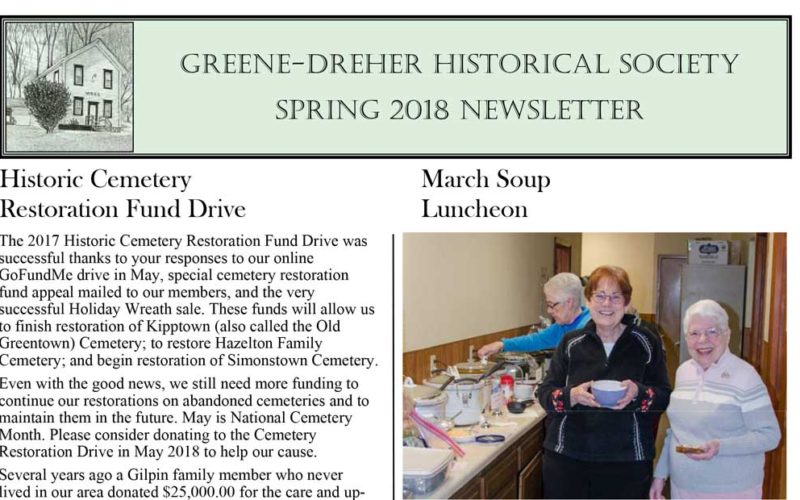 GREENE-DREHER HISTORICAL SOCIETY
SPRING 2018 NEWSLETTER
Historic Cemetery
Restoration Fund Drive
The 2017 Historic Cemetery Restoration Fund Drive was
successful thanks to your responses to our online
GoFundMe drive in May, special cemetery restoration
fund appeal mailed to our members, and the very
successful Holiday Wreath sale. These funds will allow us
to finish restoration of Kipptown (also called the Old
Greentown) Cemetery; to restore Hazelton Family
Cemetery; and begin restoration of Simonstown Cemetery.
Even with the good news, we still need more funding to
continue our restorations on abandoned cemeteries and to
maintain them in the future. May is National Cemetery
Month. Please consider donating to the Cemetery
Restoration Drive in May 2018 to help our cause.
Several years ago a Gilpin family member who never
lived in our area donated $25,000.00 for the care and up-
March Soup
Luncheon